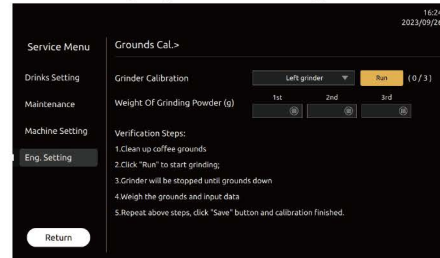 16:24
2023/09/26
Service Menu
Grounds Cal.>
Drinks Setting
Grinder Calibration
Left grinder
Run
(0/3)
Maintenance
Weight Of Grinding Powder (g)
1st
2nd
3rd
Machine Setting
Verification Steps:
1.Clean up coffee grounds
Eng. Setting
2.Click "Run" to start grinding;
3.Grinder will be stopped until grounds down
4.Weigh the grounds and input data
5.Repeat above steps, click "Save" button and calibration finished.
Return